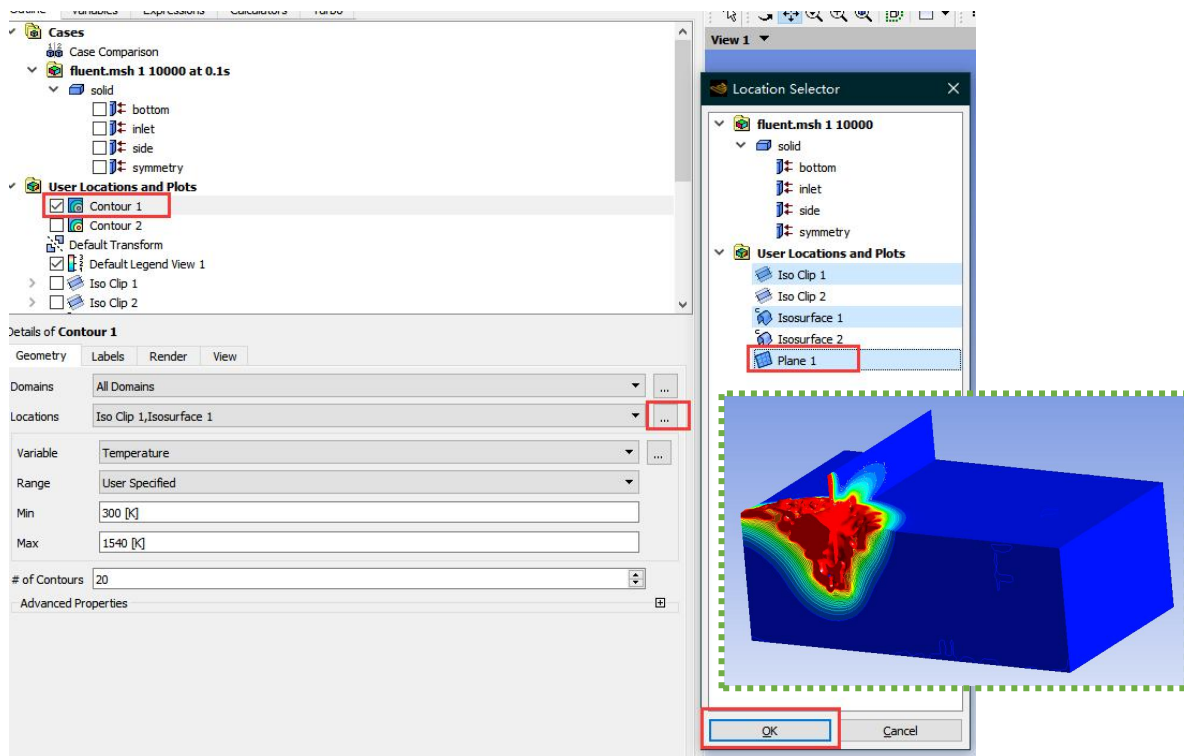 Outline Variables Expressions Calculators Turbo
Cases
Case Comparison
fluent.msh 1 10000 at 0.1s
solid
bottom
inlet
side
symmetry
User Locations and Plots
Contour 1
Contour 2
Default Transform
Default Legend View 1
Iso Clip 1
Iso Clip 2
Details of Contour 1
Geometry Labels Render View
Domains All Domains ...
Locations Iso Clip 1,Isosurface 1 ...
Variable Temperature ...
Range User Specified
Min 300 [K]
Max 1540 [K]
# of Contours 20
Advanced Properties
View 1
Location Selector
fluent.msh 1 10000
solid
bottom
inlet
side
symmetry
User Locations and Plots
Iso Clip 1
Iso Clip 2
Isosurface 1
Isosurface 2
Plane 1
OK Cancel